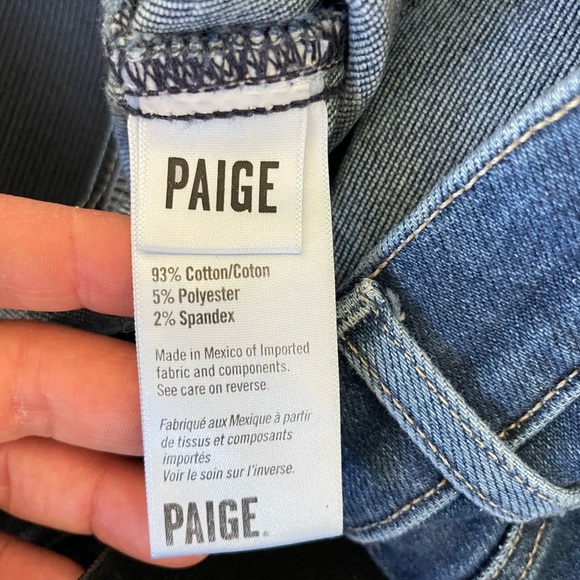 PAIGE
93% Cotton/Coton
5% Polyester
2% Spandex
Made in Mexico of Imported
fabric and components.
See care on reverse.
Fabriqué aux Mexique à partir
de tissus et composants
importés
Voir le soin sur l'inverse.
PAIGE.